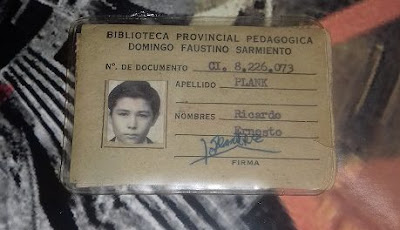 BIBLIOTECA PROVINCIAL PEDAGOGICA
DOMINGO FAUSTINO SARMIENTO
Nº. DE DOCUMENTO CI. 8.226.073
APELLIDO PLANK
NOMBRES Ricardo
Ernesto
FIRMA